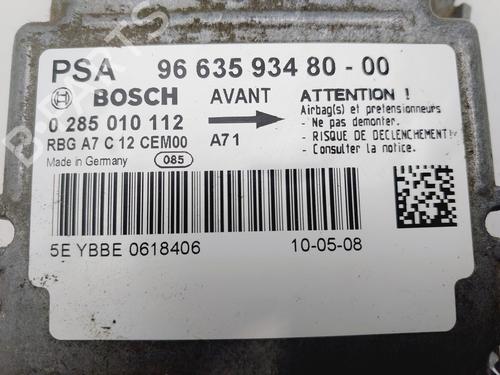 PSA 96 635 934 80 - 00
BOSCH AVANT
0 285 010 112
RBG A7 C 12 CEM00 A71
Made in Germany 085
ATTENTION !
Airbag(s) et pretensionneurs
- Ne pas demonter.
- RISQUE DE DECLENCHEMENT!
- Consulter la notice.
5E YBBE 0618406 10-05-08